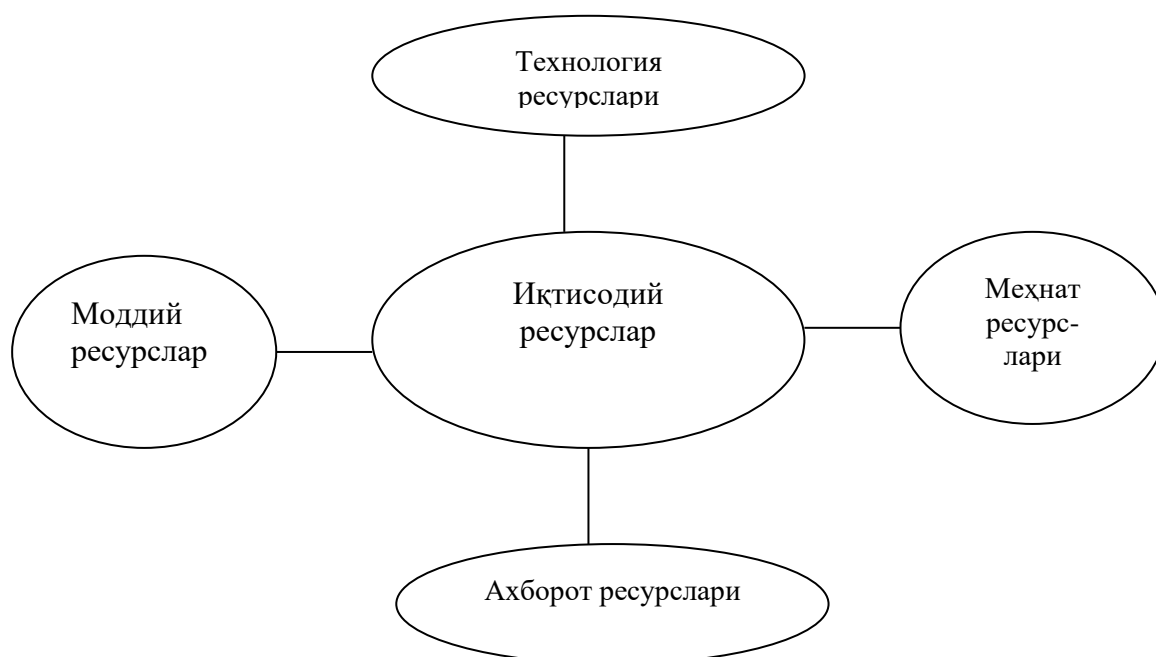 Технология
ресурслари
Иқтисодий
ресурслар
Моддий
ресурслар
Меҳнат
ресурс-
лари
Ахборот ресурслари